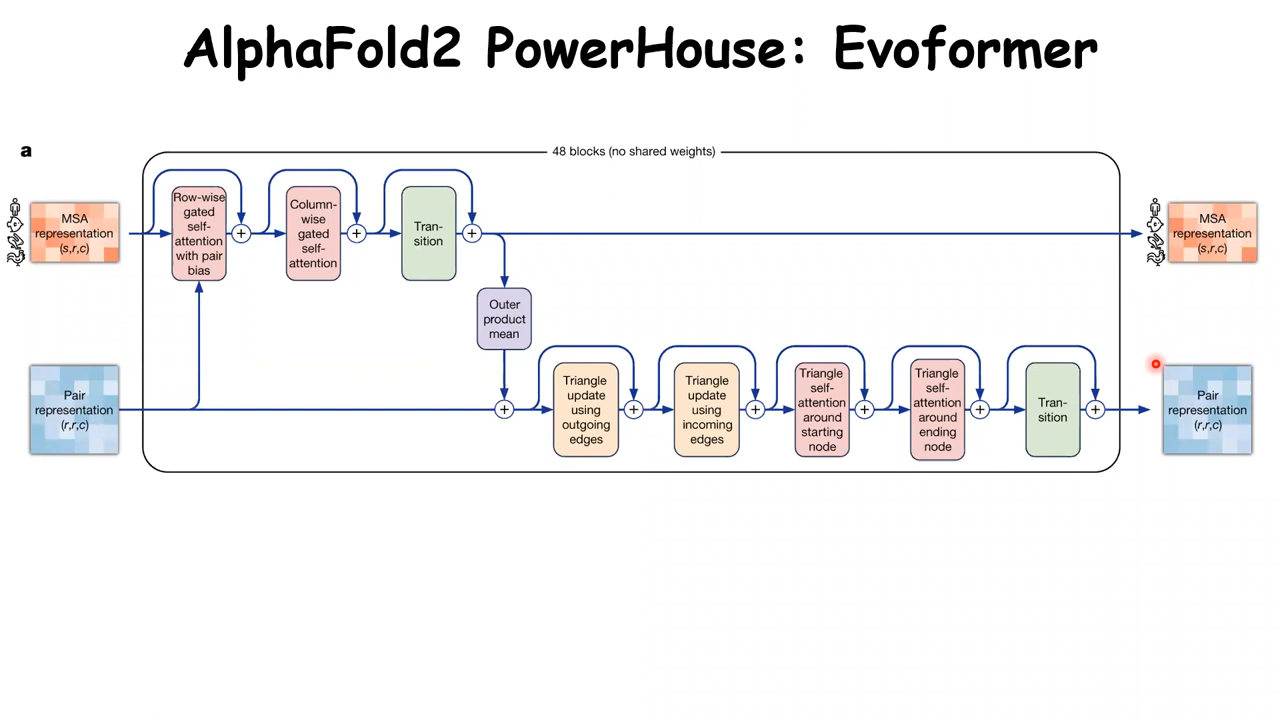 AlphaFold2 PowerHouse: Evoformer
a
48 blocks (no shared weights)
MSA
representation
(s,r,c)
Row-wise
gated
self-
attention
with pair
bias
+
Column-
wise
gated
self-
attention
+
Tran-
sition
+
MSA
representation
(s,r,c)
Outer
product
mean
Pair
representation
(r,r,c)
+
Triangle
update
using
outgoing
edges
+
Triangle
update
using
incoming
edges
+
Triangle
self-
attention
around
starting
node
+
Triangle
self-
attention
around
ending
node
+
Tran-
sition
+
Pair
representation
(r,r,c)